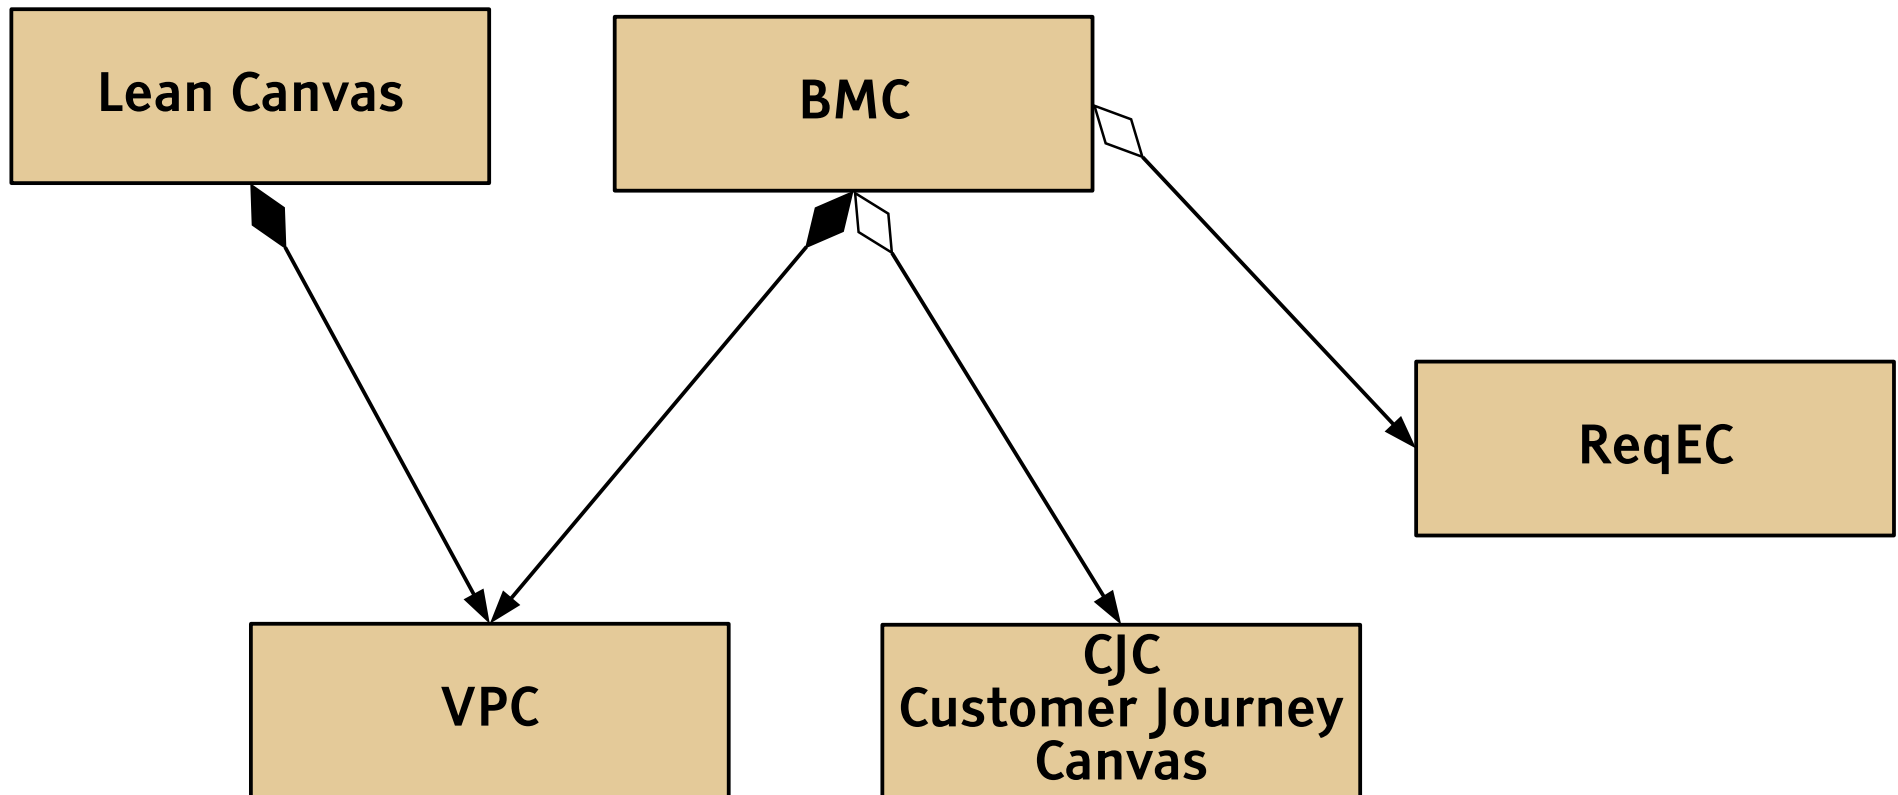 Lean Canvas
BMC
ReqEC
VPC
CJC
Customer Journey
Canvas